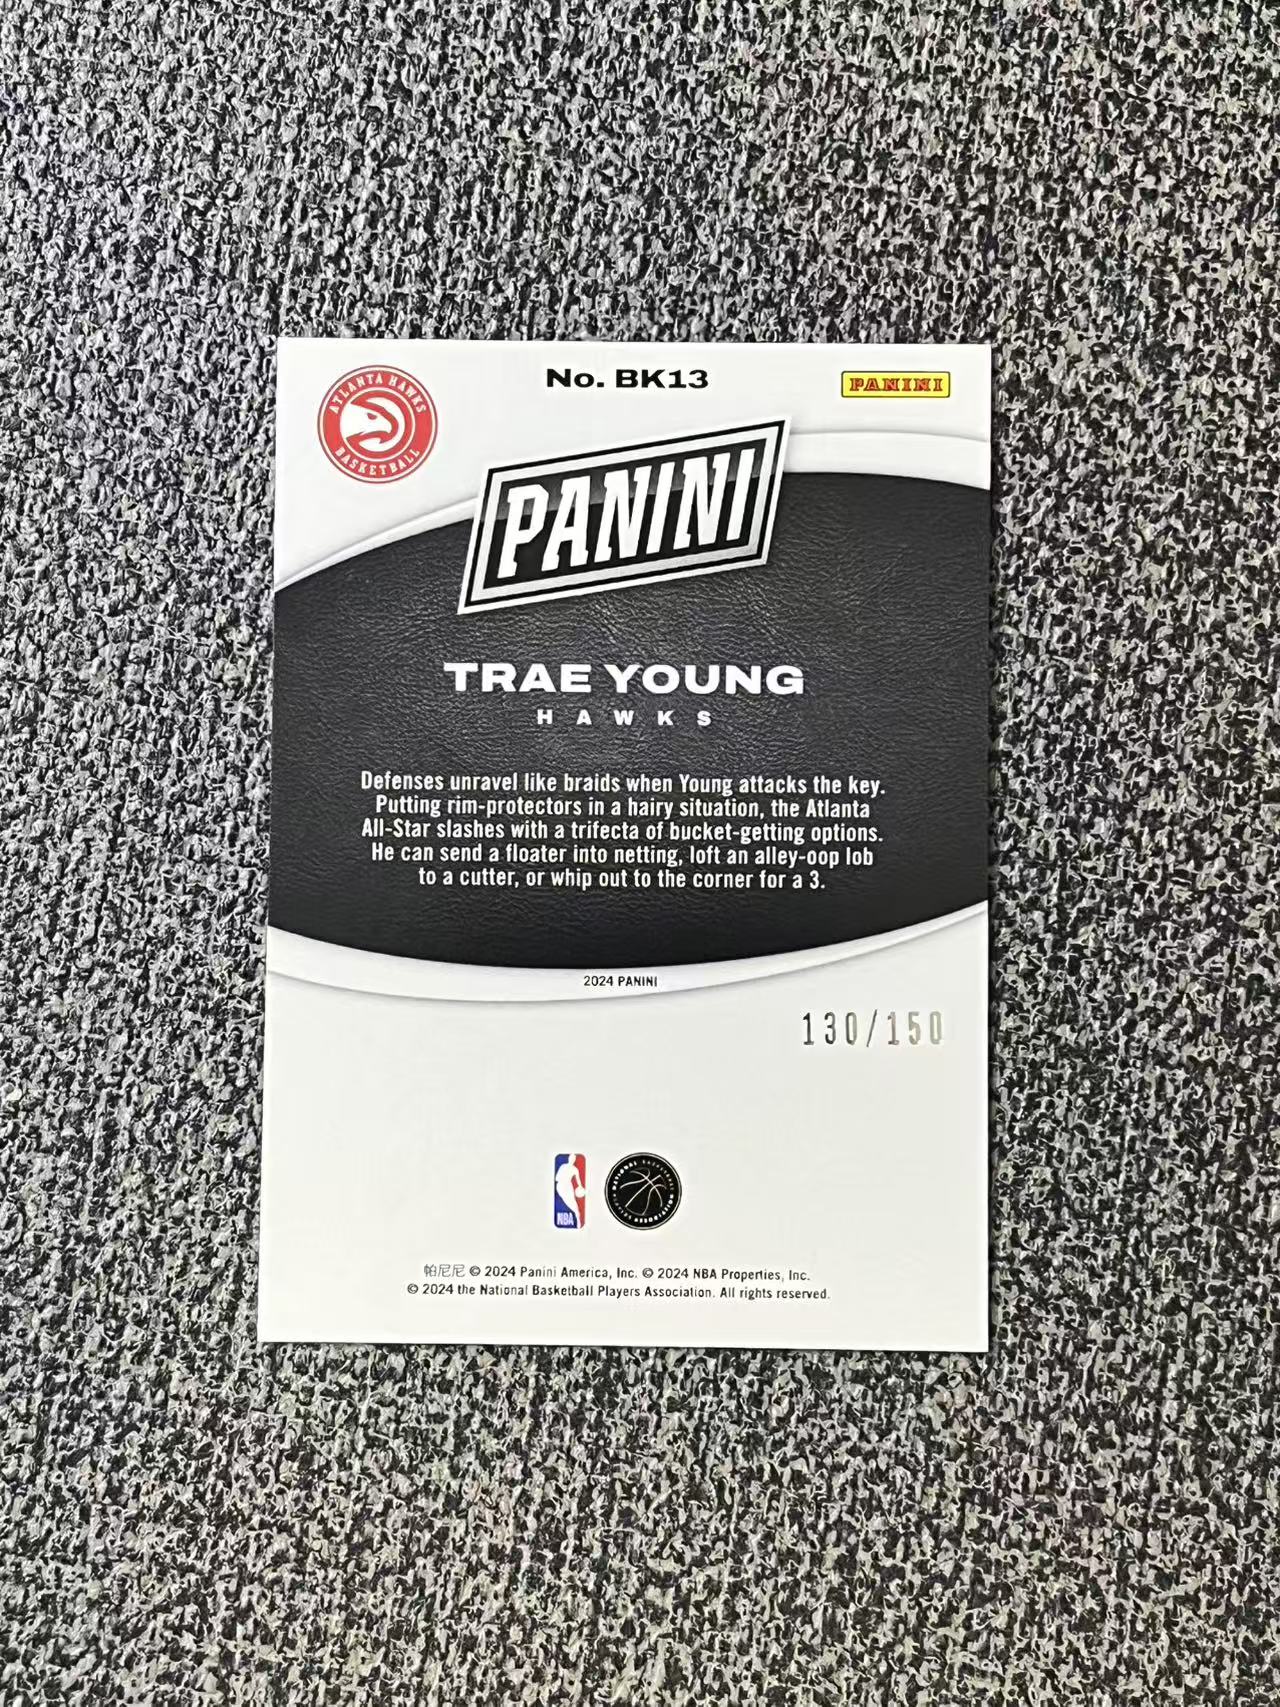 No. BK13
PANINI
ATLANTA HAWKS
BASKETBALL
PANINI
TRAE YOUNG
HAWKS
Defenses unravel like braids when Young attacks the key.
Putting rim-protectors in a hairy situation, the Atlanta
All-Star slashes with a trifecta of bucket-getting options.
He can send a floater into netting, loft an alley-oop lob
to a cutter, or whip out to the corner for a 3.
2024 PANINI
130/150
NBA
帕尼尼 © 2024 Panini America, Inc. © 2024 NBA Properties, Inc.
© 2024 the National Basketball Players Association. All rights reserved.